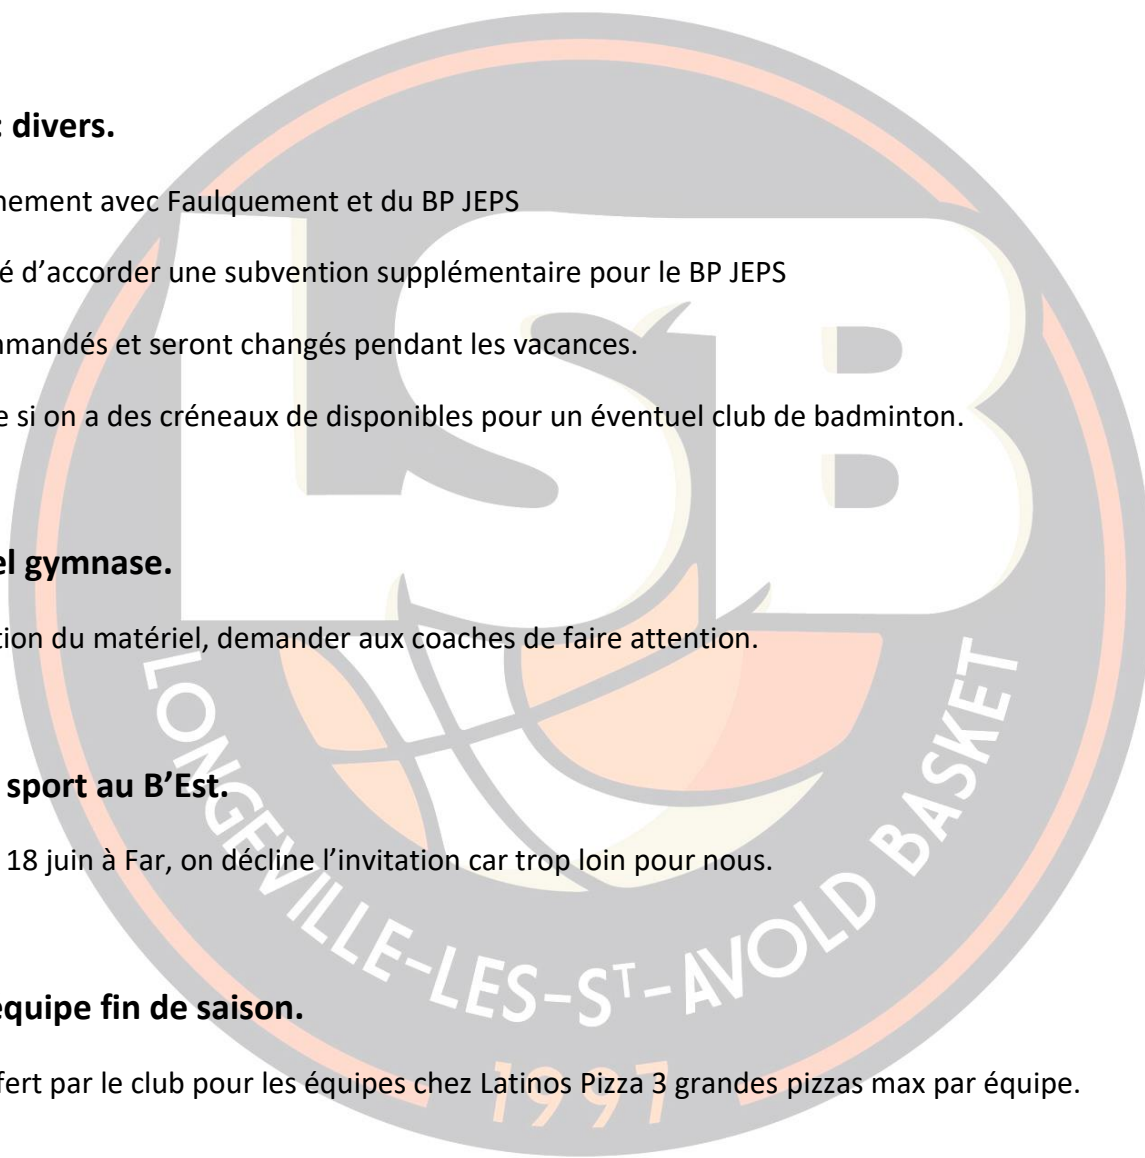 : divers.
nement avec Faulquement et du BP JEPS
é d’accorder une subvention supplémentaire pour le BP JEPS
nmandés et seront changés pendant les vacances.
e si on a des créneaux de disponibles pour un éventuel club de badminton.
el gymnase.
tion du matériel, demander aux coaches de faire attention.
sport au B’Est.
18 juin à Far, on décline l’invitation car trop loin pour nous.
équipe fin de saison.
fert par le club pour les équipes chez Latinos Pizza 3 grandes pizzas max par équipe.
LSB
LONGEVILLE-LES-ST-AVOLD BASKET
1997